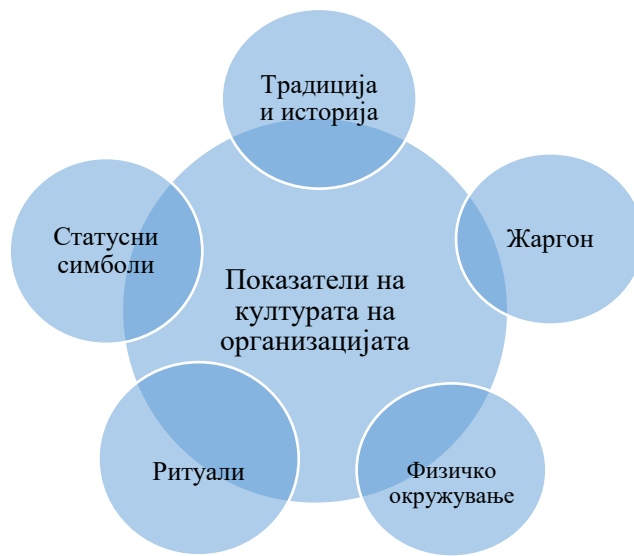 Традиција
и историја
Статусни
симболи
Жаргон
Показатели на
културата на
организацијата
Ритуали
Физичко
окружување